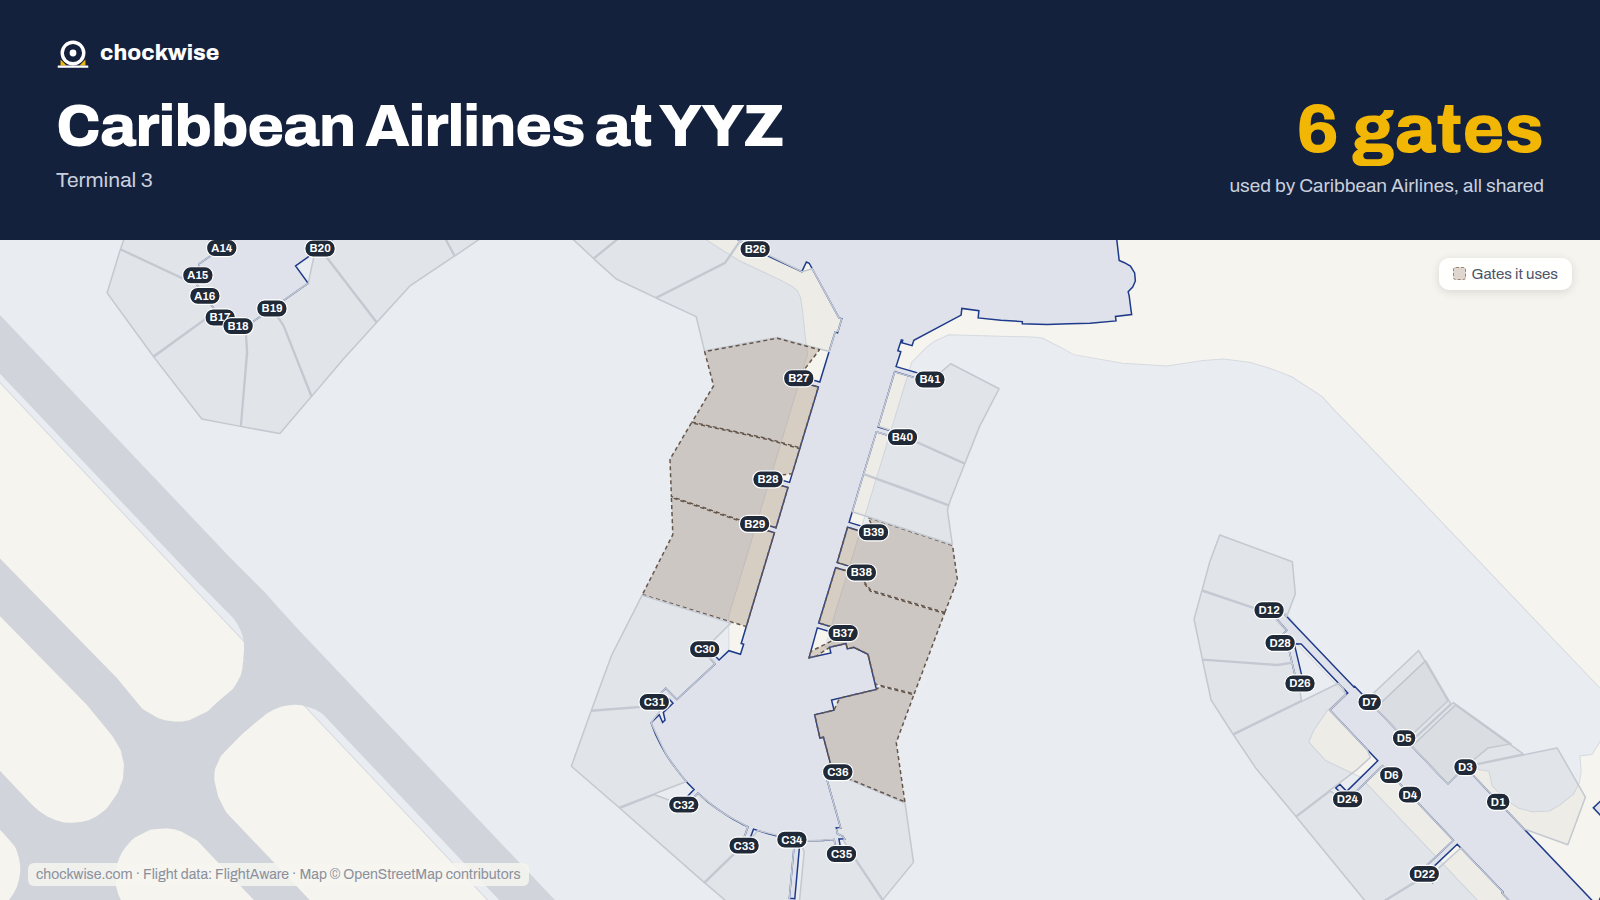 chockwise
Caribbean Airlines at YYZ
Terminal 3
6 gates
used by Caribbean Airlines, all shared
Gates it uses
A14
B20
B26
A15
A16
B19
B17
B18
B27
B41
B40
B28
B29
B39
B38
D12
B37
D28
C30
D26
C31
D7
D5
C36
D6
D3
D4
D24
D1
C32
C34
C33
C35
D22
chockwise.com · Flight data: FlightAware · Map © OpenStreetMap contributors